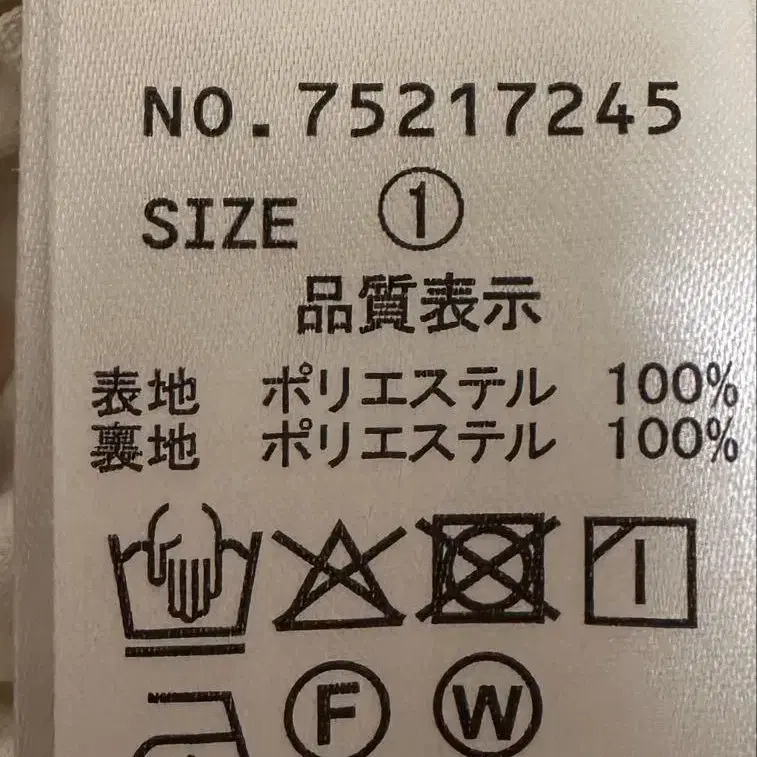 NO.75217245
SIZE ①
品質表示
表地 ポリエステル 100%
裏地 ポリエステル 100%
F W